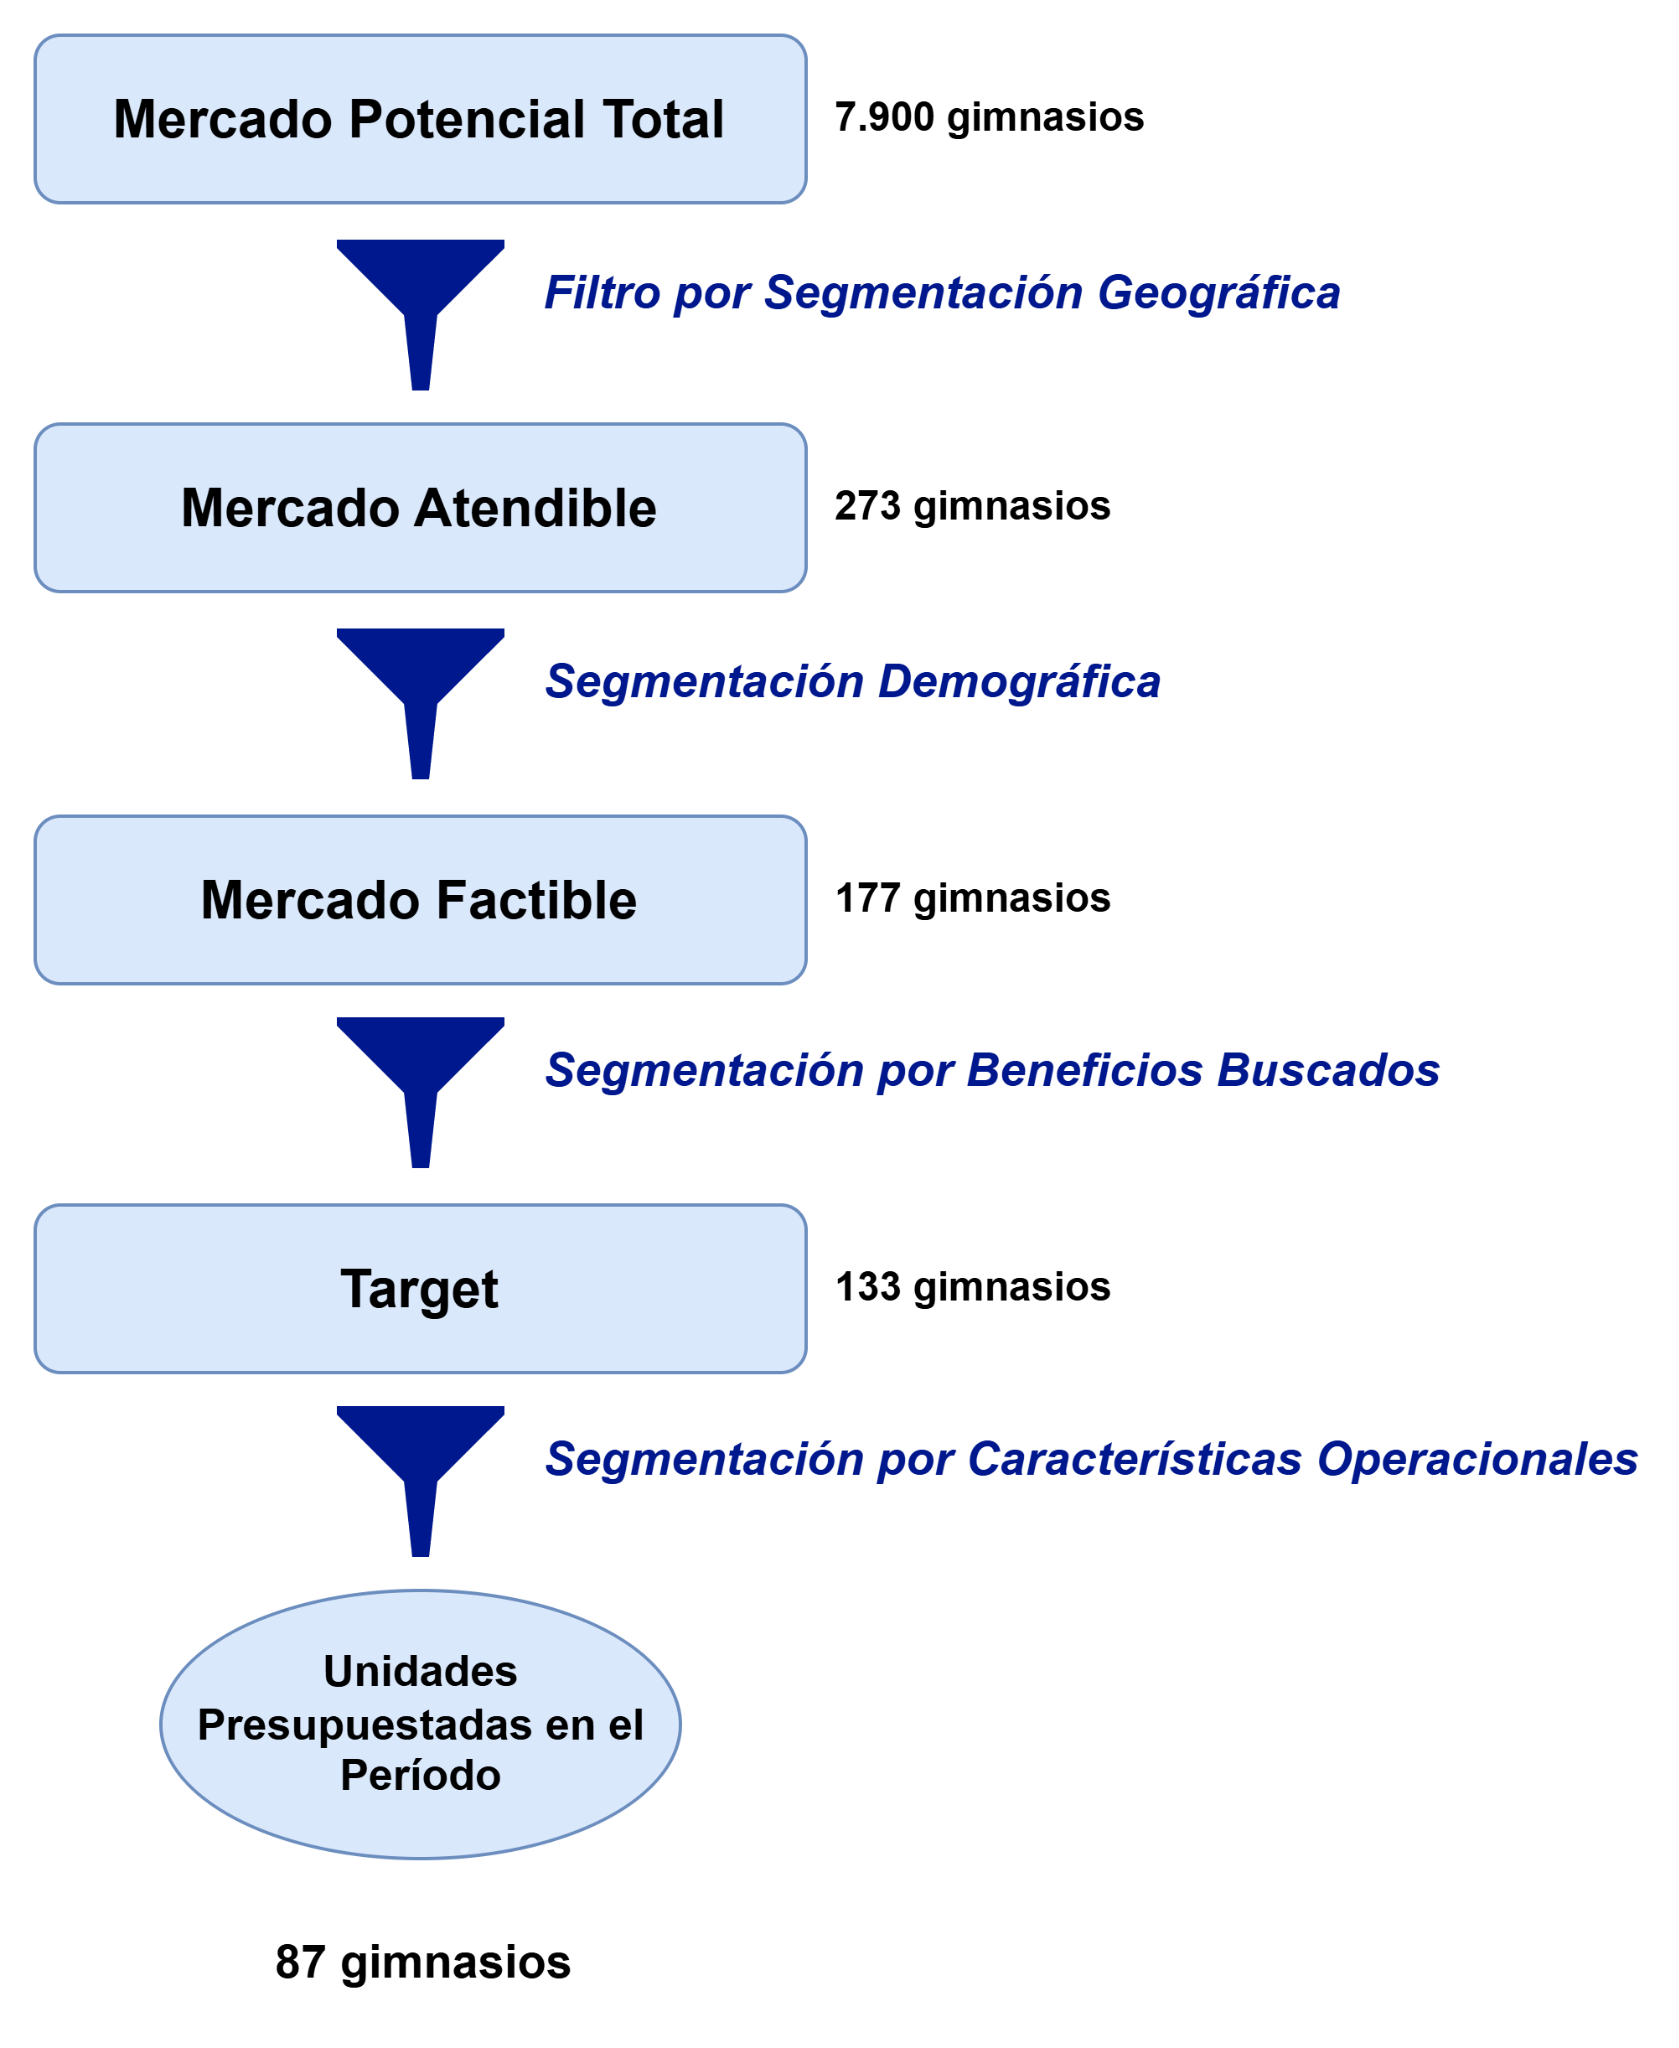 Mercado Potencial Total
7.900 gimnasios
Filtro por Segmentación Geográfica
Mercado Atendible
273 gimnasios
Segmentación Demográfica
Mercado Factible
177 gimnasios
Segmentación por Beneficios Buscados
Target
133 gimnasios
Segmentación por Características Operacionales
Unidades
Presupuestadas en el
Período
87 gimnasios